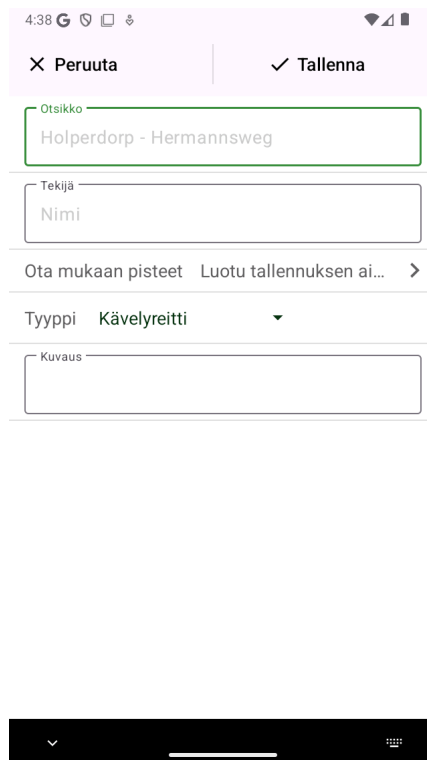 4:38
Peruuta
Tallenna
Otsikko
Holperdorp - Hermannsweg
Tekijä
Nimi
Ota mukaan pisteet Luotu tallennuksen ai...
Tyyppi Kävelyreitti
Kuvaus